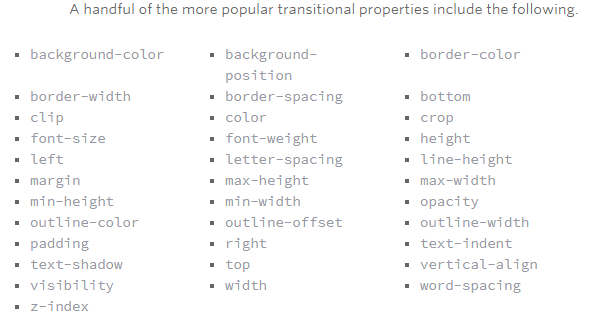 A handful of the more popular transitional properties include the following.
▪ background-color ▪ background- ▪ border-color
position
▪ border-width ▪ border-spacing ▪ bottom
▪ clip ▪ color ▪ crop
▪ font-size ▪ font-weight ▪ height
▪ left ▪ letter-spacing ▪ line-height
▪ margin ▪ max-height ▪ max-width
▪ min-height ▪ min-width ▪ opacity
▪ outline-color ▪ outline-offset ▪ outline-width
▪ padding ▪ right ▪ text-indent
▪ text-shadow ▪ top ▪ vertical-align
▪ visibility ▪ width ▪ word-spacing
▪ z-index